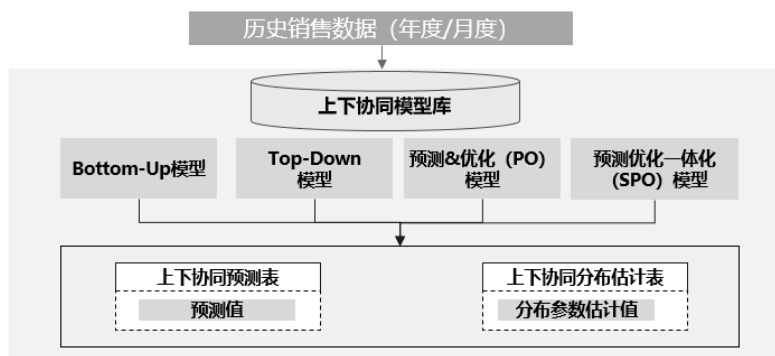 历史销售数据（年度/月度）
上下协同模型库
Bottom-Up模型
Top-Down
模型
预测&优化（PO）
模型
预测优化一体化
（SPO）模型
上下协同预测表
预测值
上下协同分布估计表
分布参数估计值